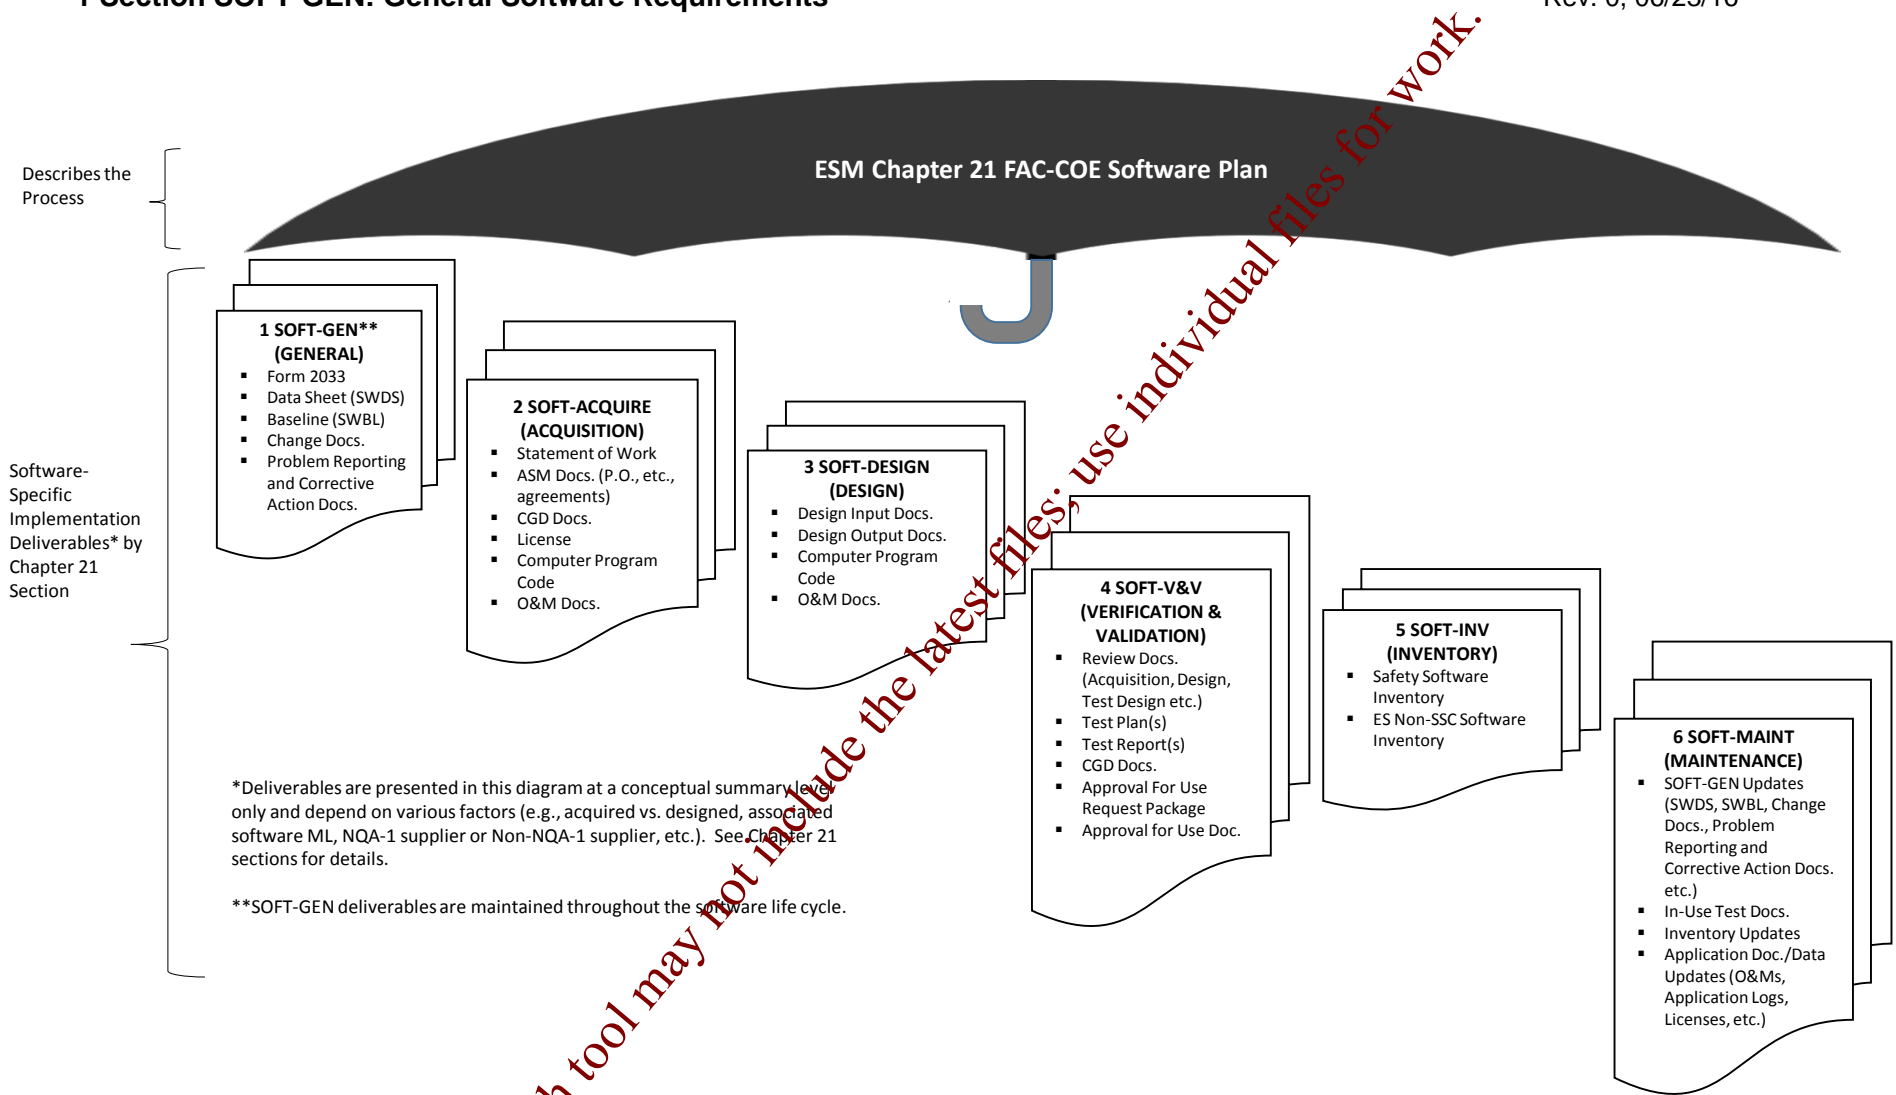 1 Section SOFT-GEN: General Software Requirements
Rev. 0, 06/23/16
ESM Chapter 21 FAC-COE Software Plan
Describes the
Process
Software-
Specific
Implementation
Deliverables* by
Chapter 21
Section
1 SOFT-GEN**
(GENERAL)
▪ Form 2033
▪ Data Sheet (SWDS)
▪ Baseline (SWBL)
▪ Change Docs.
▪ Problem Reporting
and Corrective
Action Docs.
2 SOFT-ACQUIRE
(ACQUISITION)
▪ Statement of Work
▪ ASM Docs. (P.O., etc.,
agreements)
▪ CGD Docs.
▪ License
▪ Computer Program
Code
▪ O&M Docs.
3 SOFT-DESIGN
(DESIGN)
▪ Design Input Docs.
▪ Design Output Docs.
▪ Computer Program
Code
▪ O&M Docs.
4 SOFT-V&V
(VERIFICATION &
VALIDATION)
▪ Review Docs.
(Acquisition, Design,
Test Design etc.)
▪ Test Plan(s)
▪ Test Report(s)
▪ CGD Docs.
▪ Approval For Use
Request Package
▪ Approval for Use Doc.
5 SOFT-INV
(INVENTORY)
▪ Safety Software
Inventory
▪ ES Non-SSC Software
Inventory
6 SOFT-MAINT
(MAINTENANCE)
▪ SOFT-GEN Updates
(SWDS, SWBL, Change
Docs., Problem
Reporting and
Corrective Action Docs.
etc.)
▪ In-Use Test Docs.
▪ Inventory Updates
▪ Application Doc./Data
Updates (O&Ms,
Application Logs,
Licenses, etc.)
*Deliverables are presented in this diagram at a conceptual summary level
only and depend on various factors (e.g., acquired vs. designed, associated
software ML, NQA-1 supplier or Non-NQA-1 supplier, etc.). See Chapter 21
sections for details.
**SOFT-GEN deliverables are maintained throughout the software life cycle.
tool may not include the latest files; use individual files for work.